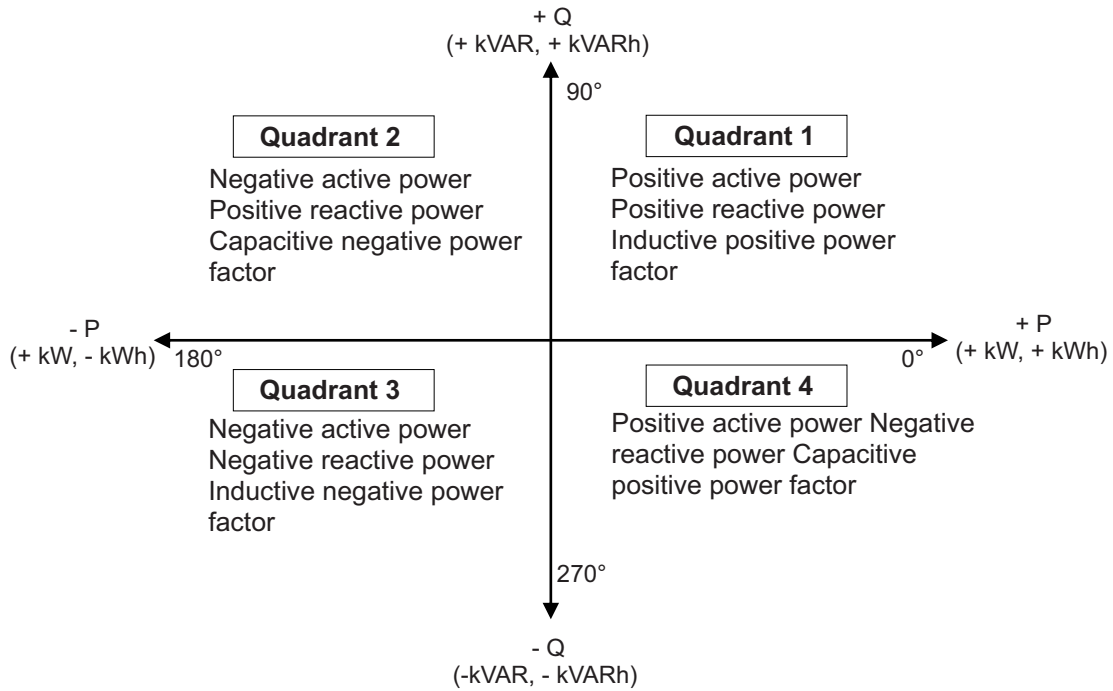 + Q
(+ kVAR, + kVARh)
90°
Quadrant 2
Negative active power
Positive reactive power
Capacitive negative power
factor
Quadrant 1
Positive active power
Positive reactive power
Inductive positive power
factor
- P
(+ kW, - kWh)
180°
0°
+ P
(+ kW, + kWh)
Quadrant 3
Negative active power
Negative reactive power
Inductive negative power
factor
Quadrant 4
Positive active power Negative
reactive power Capacitive
positive power factor
270°
- Q
(-kVAR, - kVARh)